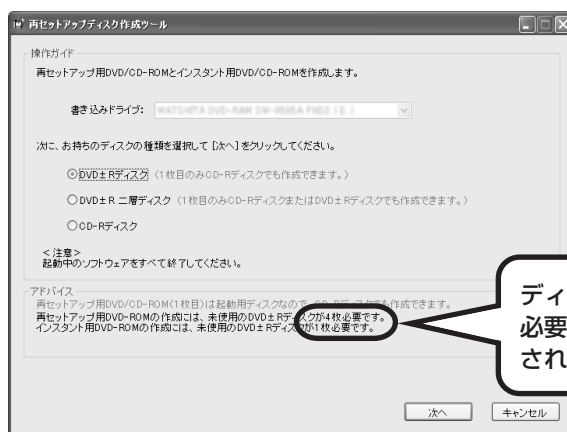 再セットアップディスク作成ツール
操作ガイド
再セットアップ用DVD/CD-ROMとインスタント用DVD/CD-ROMを作成します。
書き込みドライブ: MATSHITA DVD-RAM SW-9585A
次に、お持ちのディスクの種類を選択して [次へ] をクリックしてください。
DVD±Rディスク (1枚目のみCD-Rディスクでも作成できます。)
DVD±R 二層ディスク (1枚目のみCD-RディスクまたはDVD±Rディスクでも作成できます。)
CD-Rディスク
<注意>
起動中のソフトウェアをすべて終了してください。
アドバイス
再セットアップ用DVD/CD-ROM(1枚目)は起動用ディスクなので、CD-Rディスクでも作成できます。
再セットアップ用DVD-ROMの作成には、未使用のDVD±Rディスクが4枚必要です。
インスタント用DVD-ROMの作成には、未使用のDVD±Rディスクが1枚必要です。
ディ
必要
され
次へ
キャンセル